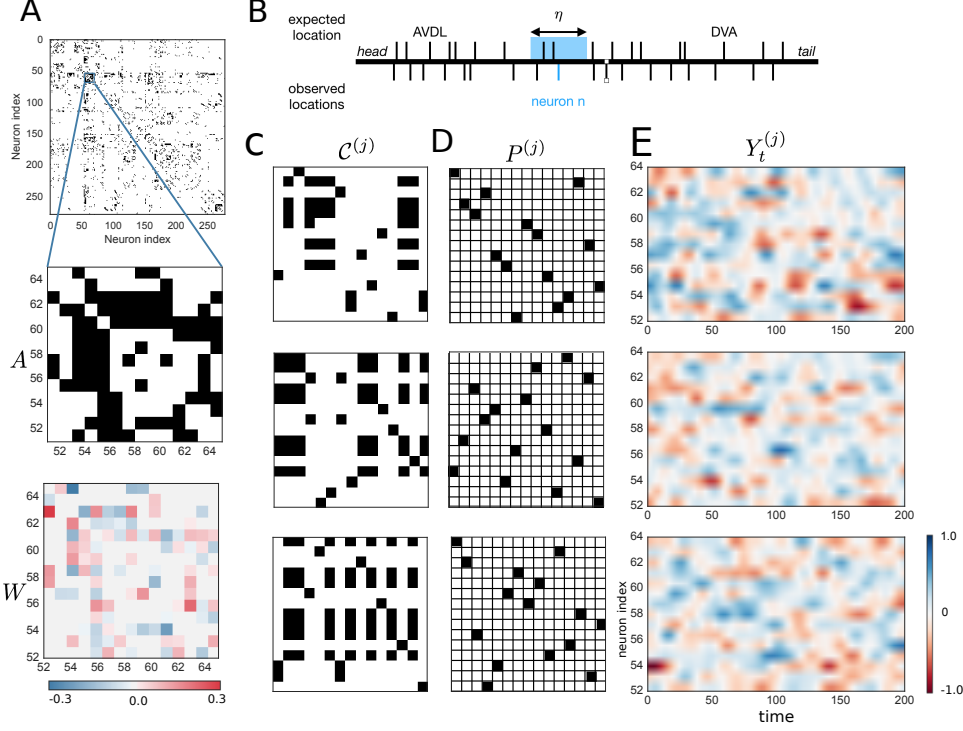 A
0
50
100
150
200
250
Neuron index
0 50 100 150 200 250
Neuron index
A
64
62
60
58
56
54
52
52 54 56 58 60 62 64
W
64
62
60
58
56
54
52
52 54 56 58 60 62 64
-0.3 0.0 0.3
B
expected
location
η
AVDL
DVA
head
tail
observed
locations
neuron n
C
𝒞^(j)
D
P^(j)
E
Y_t^(j)
64
62
60
58
56
54
52
0 50 100 150 200
64
62
60
58
56
54
52
0 50 100 150 200
neuron index
64
62
60
58
56
54
52
0 50 100 150 200
time
1.0
0
-1.0